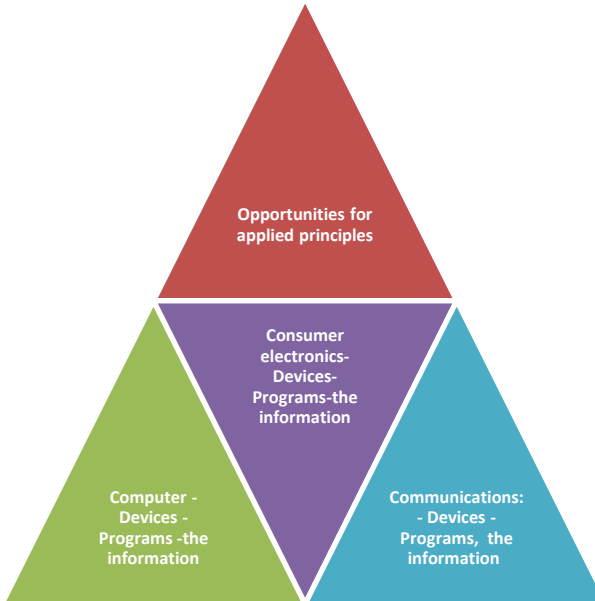 Opportunities for
applied principles
Consumer
electronics-
Devices-
Programs-the
information
Computer -
Devices -
Programs -the
information
Communications:
- Devices -
Programs, the
information